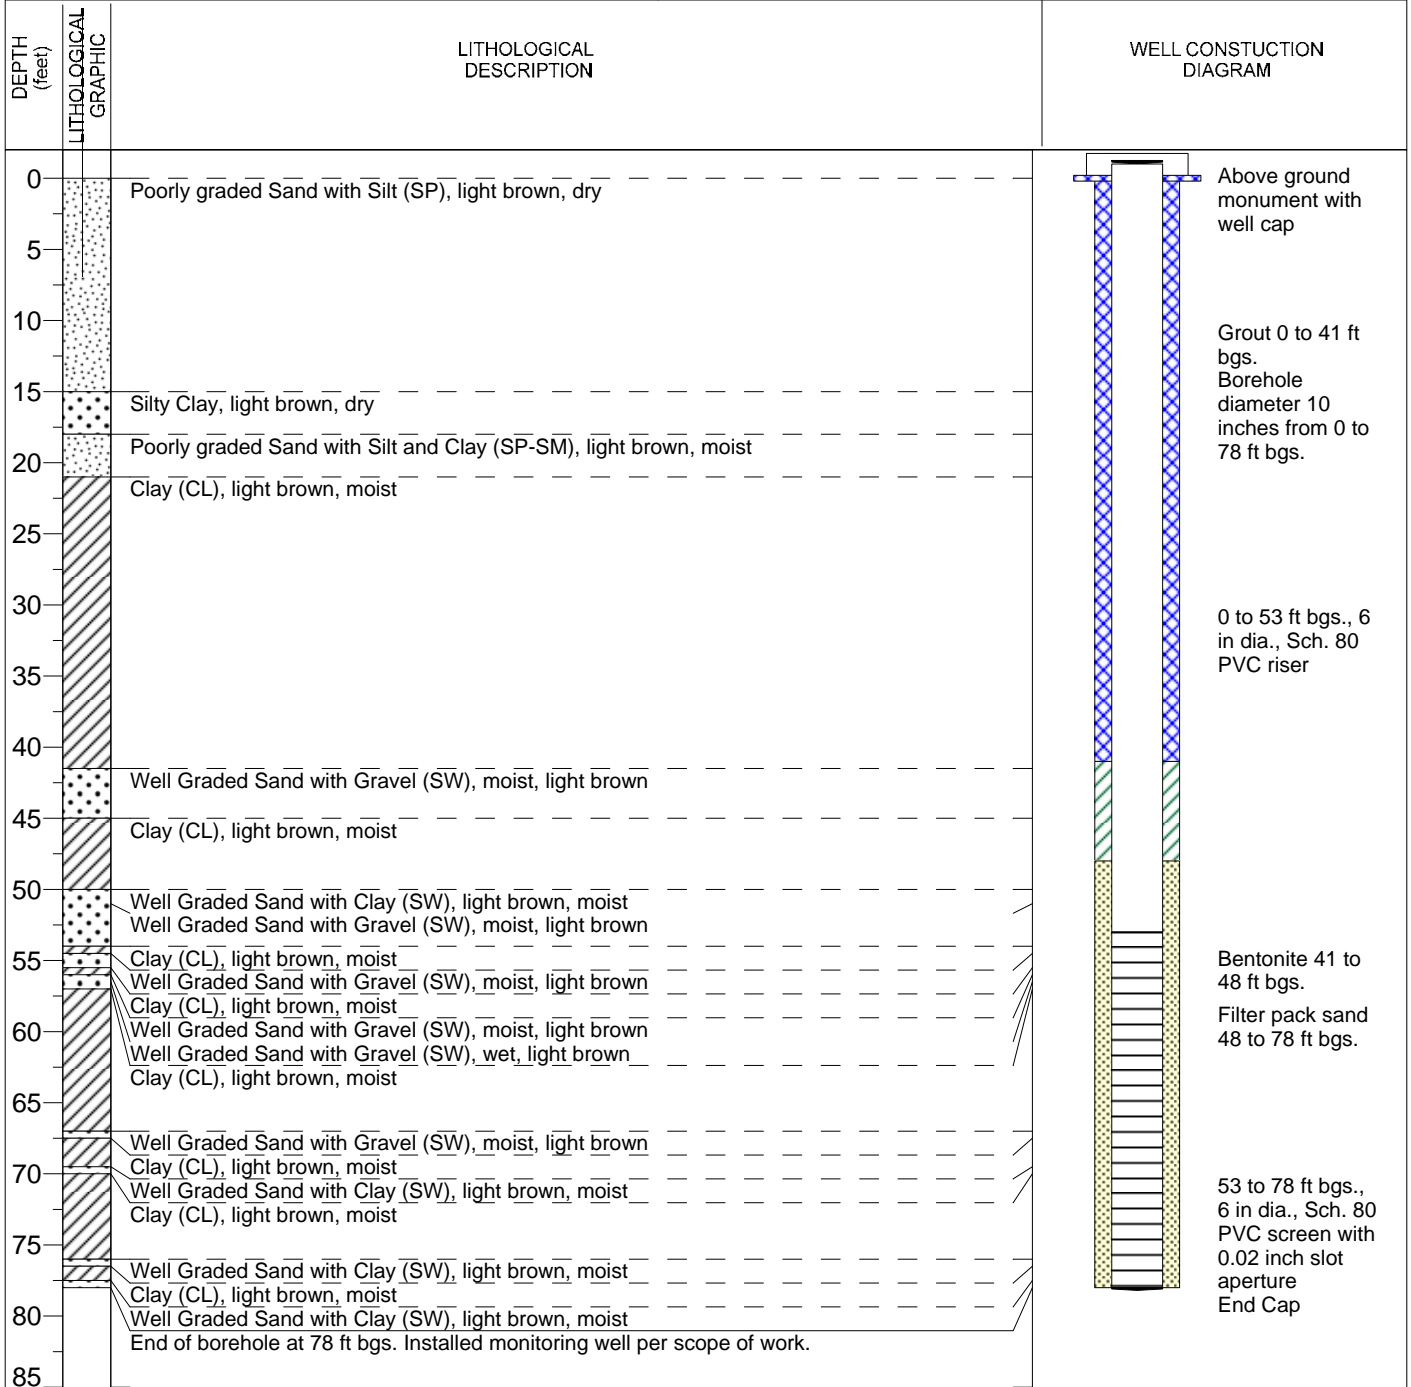 DEPTH
(feet)
LITHOLOGICAL
GRAPHIC
LITHOLOGICAL
DESCRIPTION
WELL CONSTUCTION
DIAGRAM
0
5
10
15
20
25
30
35
40
45
50
55
60
65
70
75
80
85
Poorly graded Sand with Silt (SP), light brown, dry
Silty Clay, light brown, dry
Poorly graded Sand with Silt and Clay (SP-SM), light brown, moist
Clay (CL), light brown, moist
Well Graded Sand with Gravel (SW), moist, light brown
Clay (CL), light brown, moist
Well Graded Sand with Clay (SW), light brown, moist
Well Graded Sand with Gravel (SW), moist, light brown
Clay (CL), light brown, moist
Well Graded Sand with Gravel (SW), moist, light brown
Clay (CL), light brown, moist
Well Graded Sand with Gravel (SW), moist, light brown
Well Graded Sand with Gravel (SW), wet, light brown
Clay (CL), light brown, moist
Well Graded Sand with Gravel (SW), moist, light brown
Clay (CL), light brown, moist
Well Graded Sand with Clay (SW), light brown, moist
Clay (CL), light brown, moist
Well Graded Sand with Clay (SW), light brown, moist
Clay (CL), light brown, moist
Well Graded Sand with Clay (SW), light brown, moist
End of borehole at 78 ft bgs. Installed monitoring well per scope of work.
Above ground
monument with
well cap
Grout 0 to 41 ft
bgs.
Borehole
diameter 10
inches from 0 to
78 ft bgs.
0 to 53 ft bgs., 6
in dia., Sch. 80
PVC riser
Bentonite 41 to
48 ft bgs.
Filter pack sand
48 to 78 ft bgs.
53 to 78 ft bgs.,
6 in dia., Sch. 80
PVC screen with
0.02 inch slot
aperture
End Cap